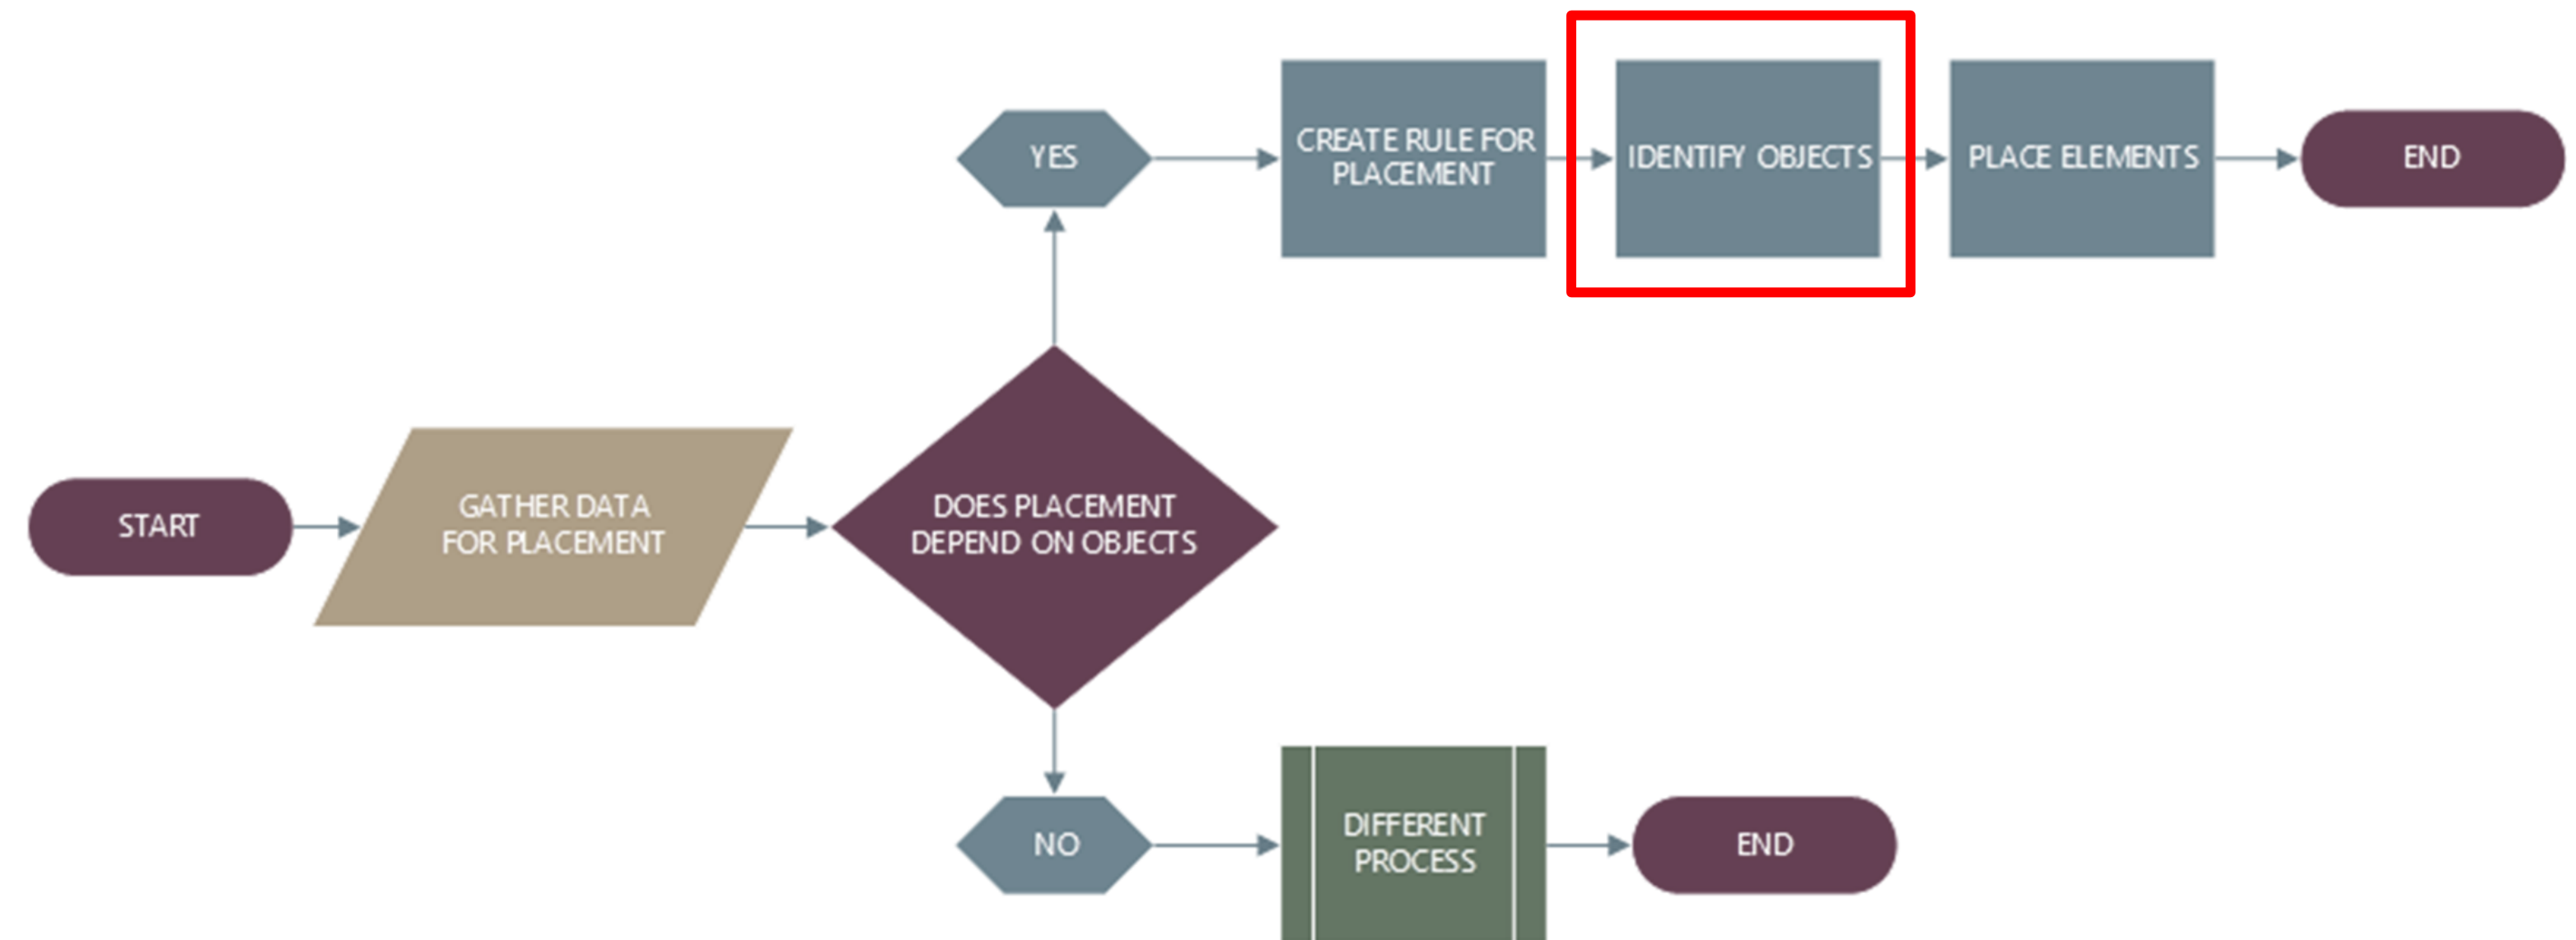 START
GATHER DATA
FOR PLACEMENT
DOES PLACEMENT
DEPEND ON OBJECTS
YES
CREATE RULE FOR
PLACEMENT
IDENTIFY OBJECTS
PLACE ELEMENTS
END
NO
DIFFERENT
PROCESS
END